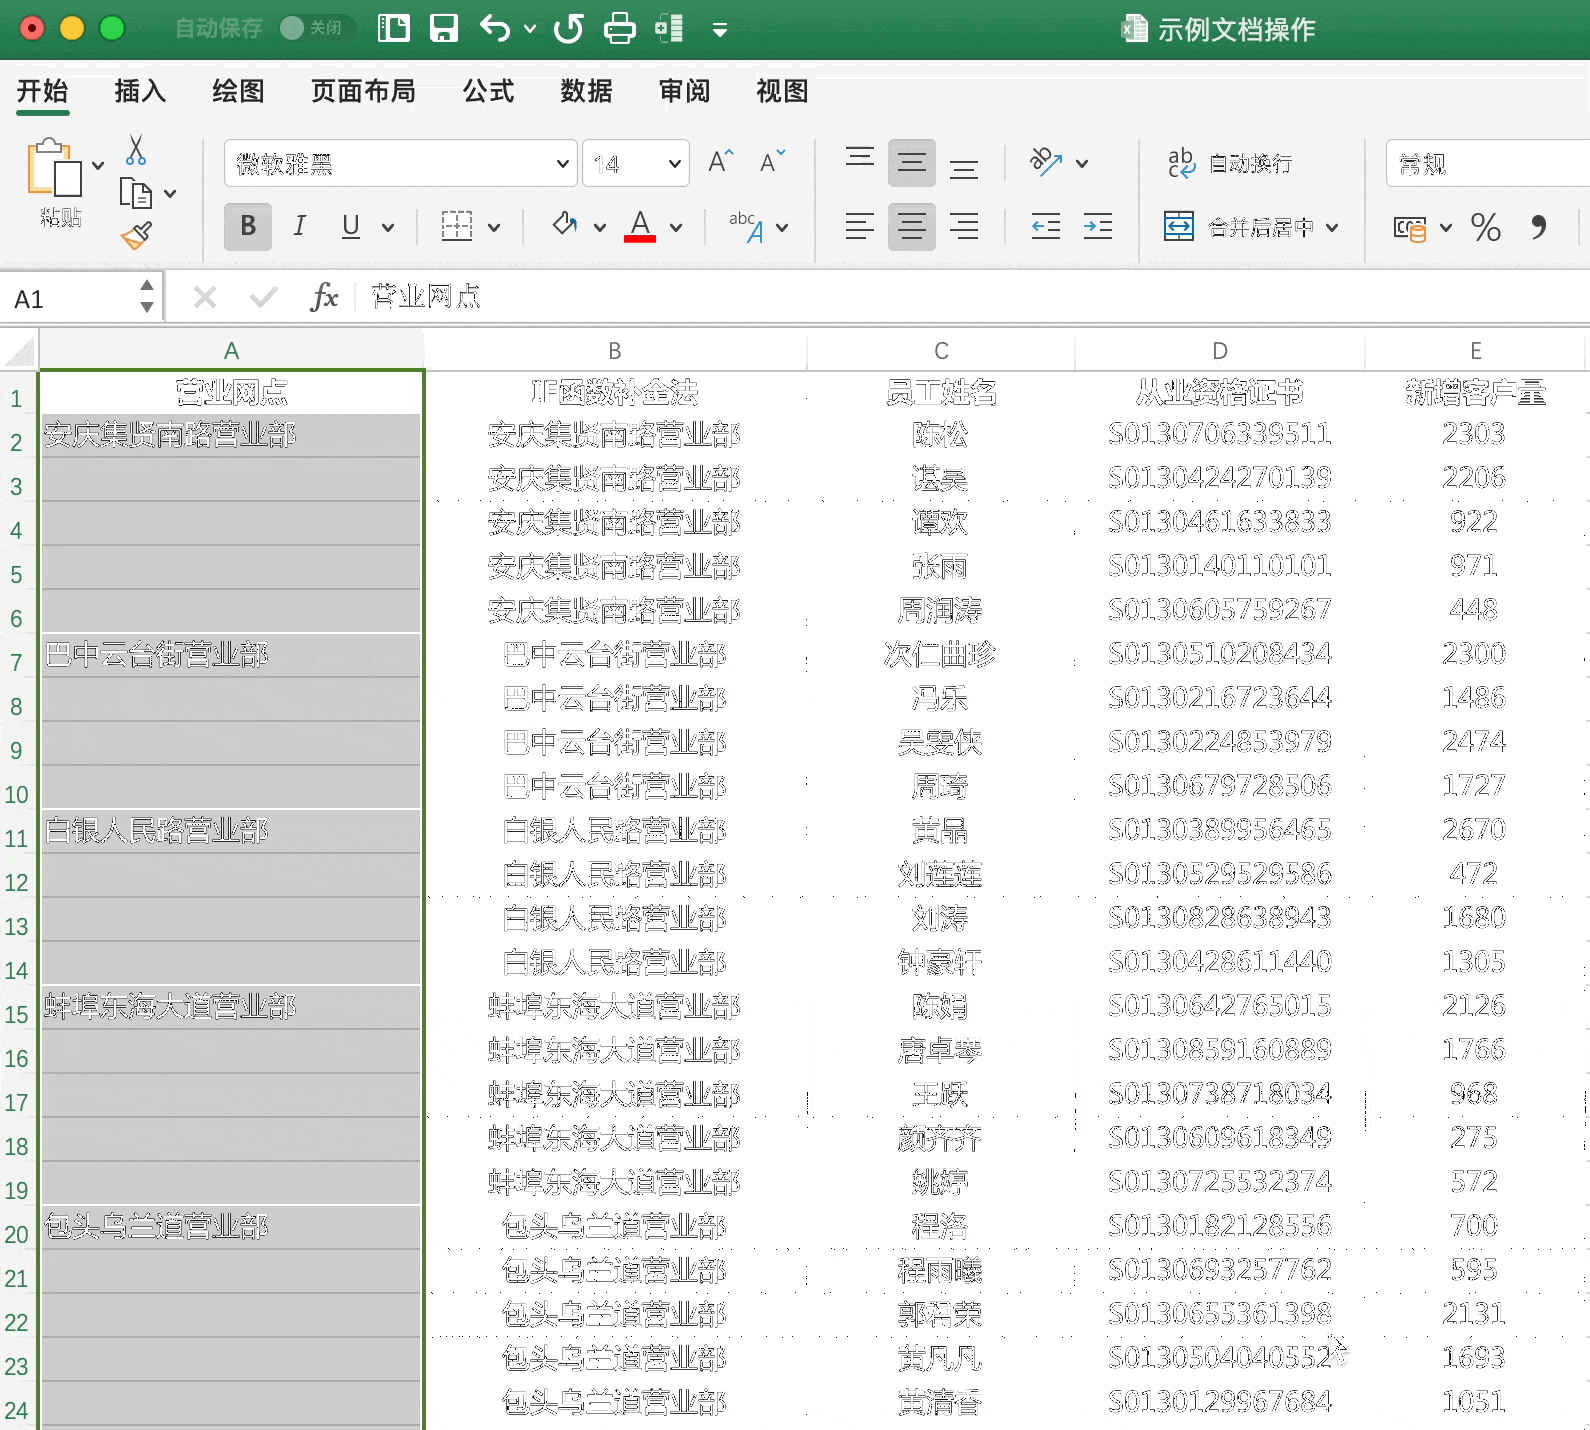 自动保存 关闭 示例文档操作
开始 插入 绘图 页面布局 公式 数据 审阅 视图
粘贴 微软雅黑 14 自动换行 常规
B I U 合并后居中 %
A1 fx 营业网点
A B C D E
1 营业网点 IF函数补金法 员工姓名 从业资格证书 新增客户量
2 安庆集贤南路营业部 安庆集贤南路营业部 陈松 S0130706339511 2303
3 安庆集贤南路营业部 谌昊 S0130424270139 2206
4 安庆集贤南路营业部 谭欢 S0130461633833 922
5 安庆集贤南路营业部 张雨 S0130140110101 971
6 安庆集贤南路营业部 周润涛 S0130605759267 448
7 巴中云台街营业部 巴中云台街营业部 次仁曲珍 S0130510208434 2300
8 巴中云台街营业部 冯乐 S0130216723644 1486
9 巴中云台街营业部 吴雯侠 S0130224853979 2474
10 巴中云台街营业部 周琦 S0130679728506 1727
11 白银人民路营业部 白银人民路营业部 黄晶 S0130389956465 2670
12 白银人民路营业部 刘莲莲 S0130529529586 472
13 白银人民路营业部 刘涛 S0130828638943 1680
14 白银人民路营业部 钟豪轩 S0130428611440 1305
15 蚌埠东海大道营业部 蚌埠东海大道营业部 陈娟 S0130642765015 2126
16 蚌埠东海大道营业部 唐卓琴 S0130859160889 1766
17 蚌埠东海大道营业部 王跃 S0130738718034 968
18 蚌埠东海大道营业部 颜齐齐 S0130609618349 275
19 蚌埠东海大道营业部 姚婷 S0130725532374 572
20 包头乌兰道营业部 包头乌兰道营业部 程洛 S0130182128556 700
21 包头乌兰道营业部 程雨曦 S0130693257762 595
22 包头乌兰道营业部 郭君荣 S0130655361398 2131
23 包头乌兰道营业部 黄凡凡 S0130504040552 1693
24 包头乌兰道营业部 黄清香 S0130129967684 1051